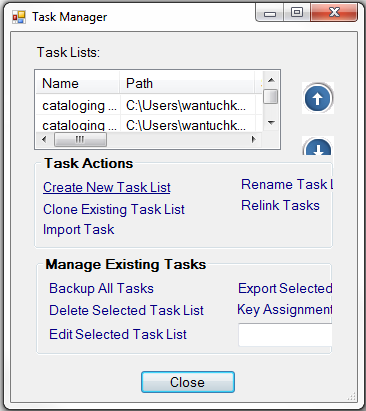 Task Manager
Task Lists:
Name Path
cataloging ... C:\Users\wantuchk...
cataloging ... C:\Users\wantuchk...
Task Actions
Create New Task List Rename Task L
Clone Existing Task List Relink Tasks
Import Task
Manage Existing Tasks
Backup All Tasks Export Selected
Delete Selected Task List Key Assignment
Edit Selected Task List
Close